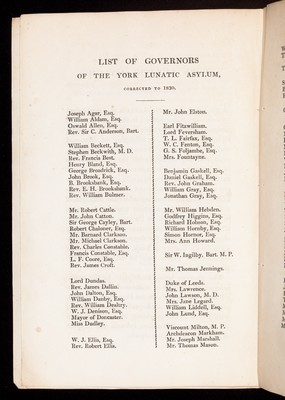 LIST OF GOVERNORS
OF THE YORK LUNATIC ASYLUM,
CORRECTED TO 1826.
Joseph Agar, Esq.
William Aldam, Esq.
Oswald Allen, Esq.
Rev. Sir C. Anderson, Bart.
William Beckett, Esq.
Stephen Beckwith, M. D.
Rev. Francis Best.
Henry Bland, Esq.
George Broadrick, Esq.
John Brook, Esq.
B. Brooksbank, Esq.
Rev. E. H. Brooksbank.
Rev. William Bulmer.
Mr. Robert Cattle.
Mr. John Catton.
Sir George Cayley, Bart.
Robert Chaloner, Esq.
Mr. Barnard Clarkson.
Mr. Michael Clarkson.
Rev. Charles Constable.
Francis Constable, Esq.
L. F. Coore, Esq.
Rev. James Croft.
Lord Dundas.
Rev. James Dallin.
John Dalton, Esq.
William Danby, Esq.
Rev. William Dealtry.
W. J. Denison, Esq.
Mayor of Doncaster.
Miss Dudley.
W. J. Ellis, Esq.
Rev. Robert Ellis.
Mr. John Elston.
Earl Fitzwilliam.
Lord Feversham.
T. L. Fairfax, Esq.
W. C. Fenton, Esq.
G. S. Foljambe, Esq.
Mrs. Fountayne.
Benjamin Gaskell, Esq.
Daniel Gaskell, Esq.
Rev. John Graham.
William Gray, Esq.
Jonathan Gray, Esq.
Mr. William Hebden.
Godfrey Higgins, Esq.
Richard Hobson, Esq.
William Hornby, Esq.
Simon Horner, Esq.
Mrs. Ann Howard.
Sir W. Ingilby, Bart. M. P.
Mr. Thomas Jennings.
Duke of Leeds.
Mrs. Lawrence.
John Lawson, M. D.
Mrs. Jane Legard.
William Liddell, Esq.
John Lund, Esq.
Viscount Milton, M. P.
Archdeacon Markham.
Mr. Joseph Marshall.
Mr. Thomas Mason.